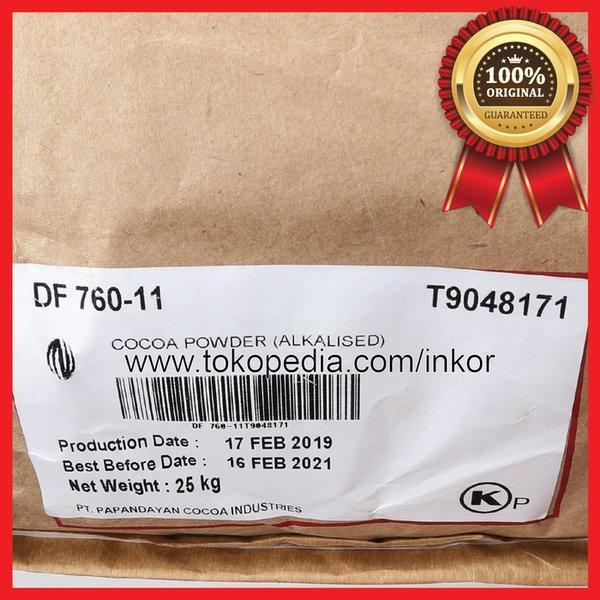 100%
ORIGINAL
GUARANTEED
DF 760-11
T9048171
COCOA POWDER (ALKALISED)
www.tokopedia.com/inkor
DF 760-11T9048171
Production Date : 17 FEB 2019
Best Before Date : 16 FEB 2021
Net Weight : 25 kg
PT. PAPANDAYAN COCOA INDUSTRIES
K P